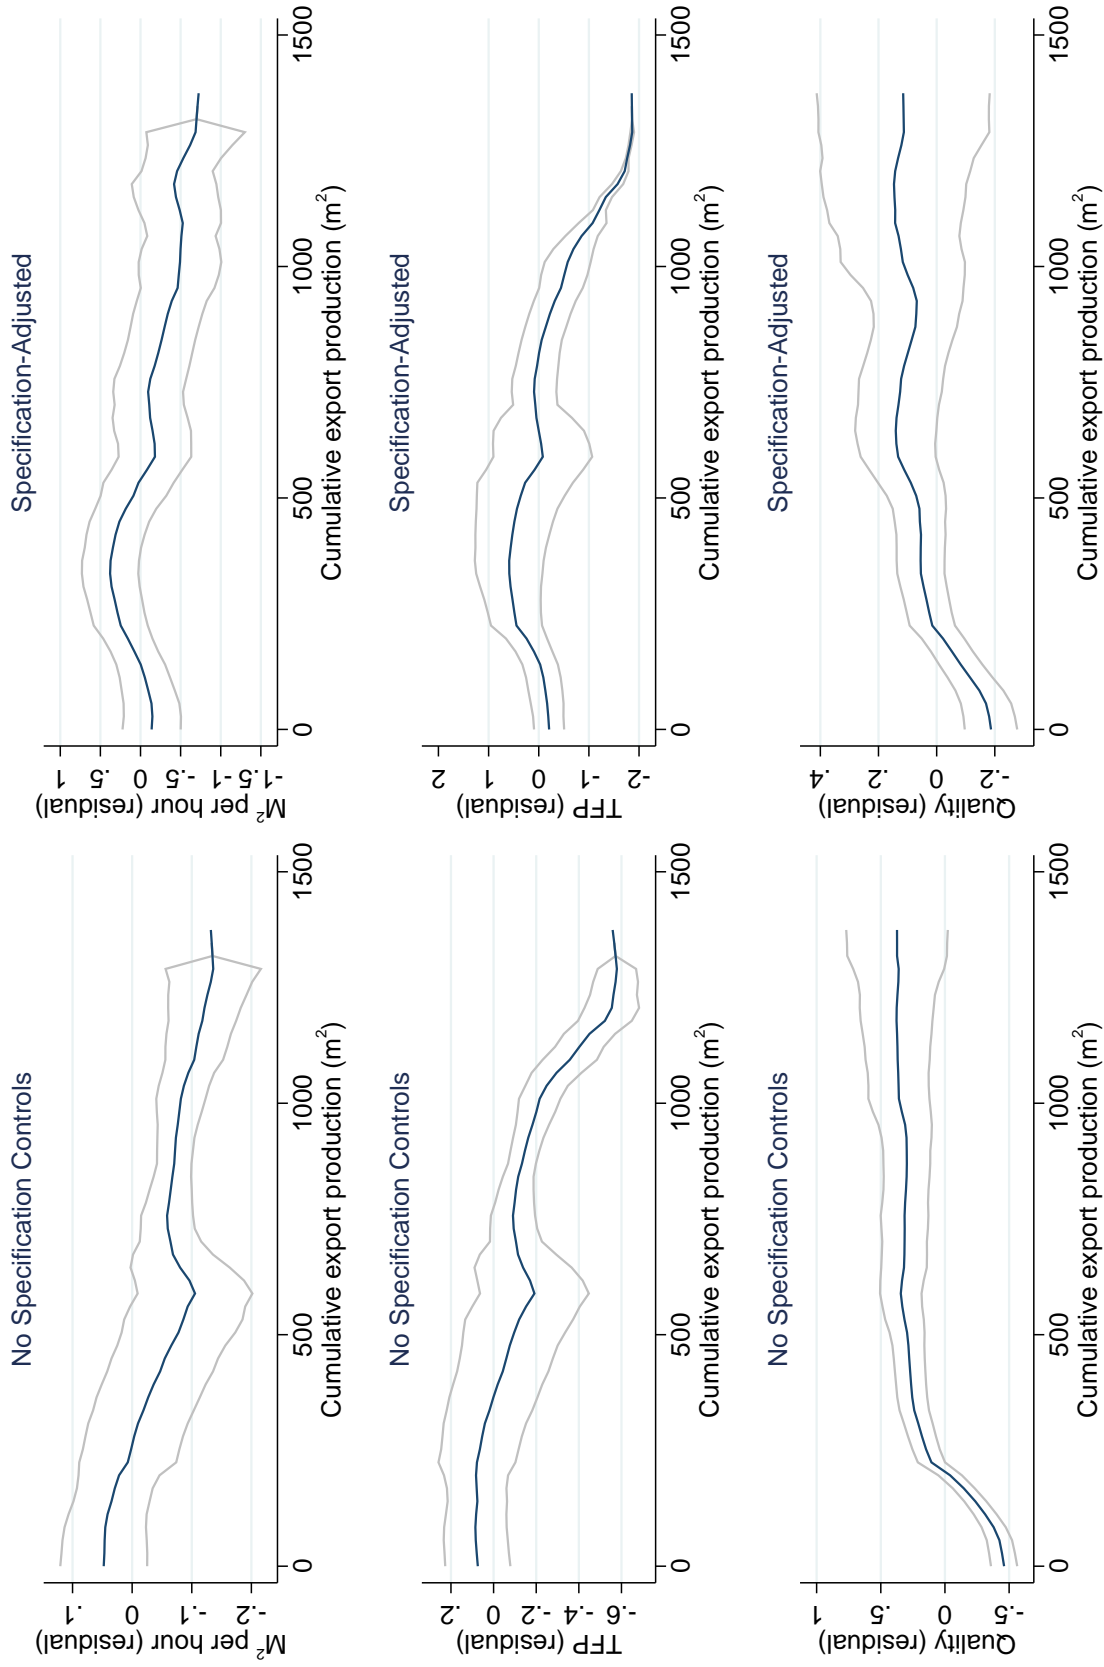 No Specification Controls
M² per hour (residual)
.1
0
-.1
-.2
0 500 1000 1500
Cumulative export production (m²)
Specification-Adjusted
M² per hour (residual)
1
.5
0
-.5
-1
-1.5
0 500 1000 1500
Cumulative export production (m²)
No Specification Controls
TFP (residual)
.2
0
-.2
-.4
-.6
0 500 1000 1500
Cumulative export production (m²)
Specification-Adjusted
TFP (residual)
2
1
0
-1
-2
0 500 1000 1500
Cumulative export production (m²)
No Specification Controls
Quality (residual)
1
.5
0
-.5
0 500 1000 1500
Cumulative export production (m²)
Specification-Adjusted
Quality (residual)
.4
.2
0
-.2
0 500 1000 1500
Cumulative export production (m²)